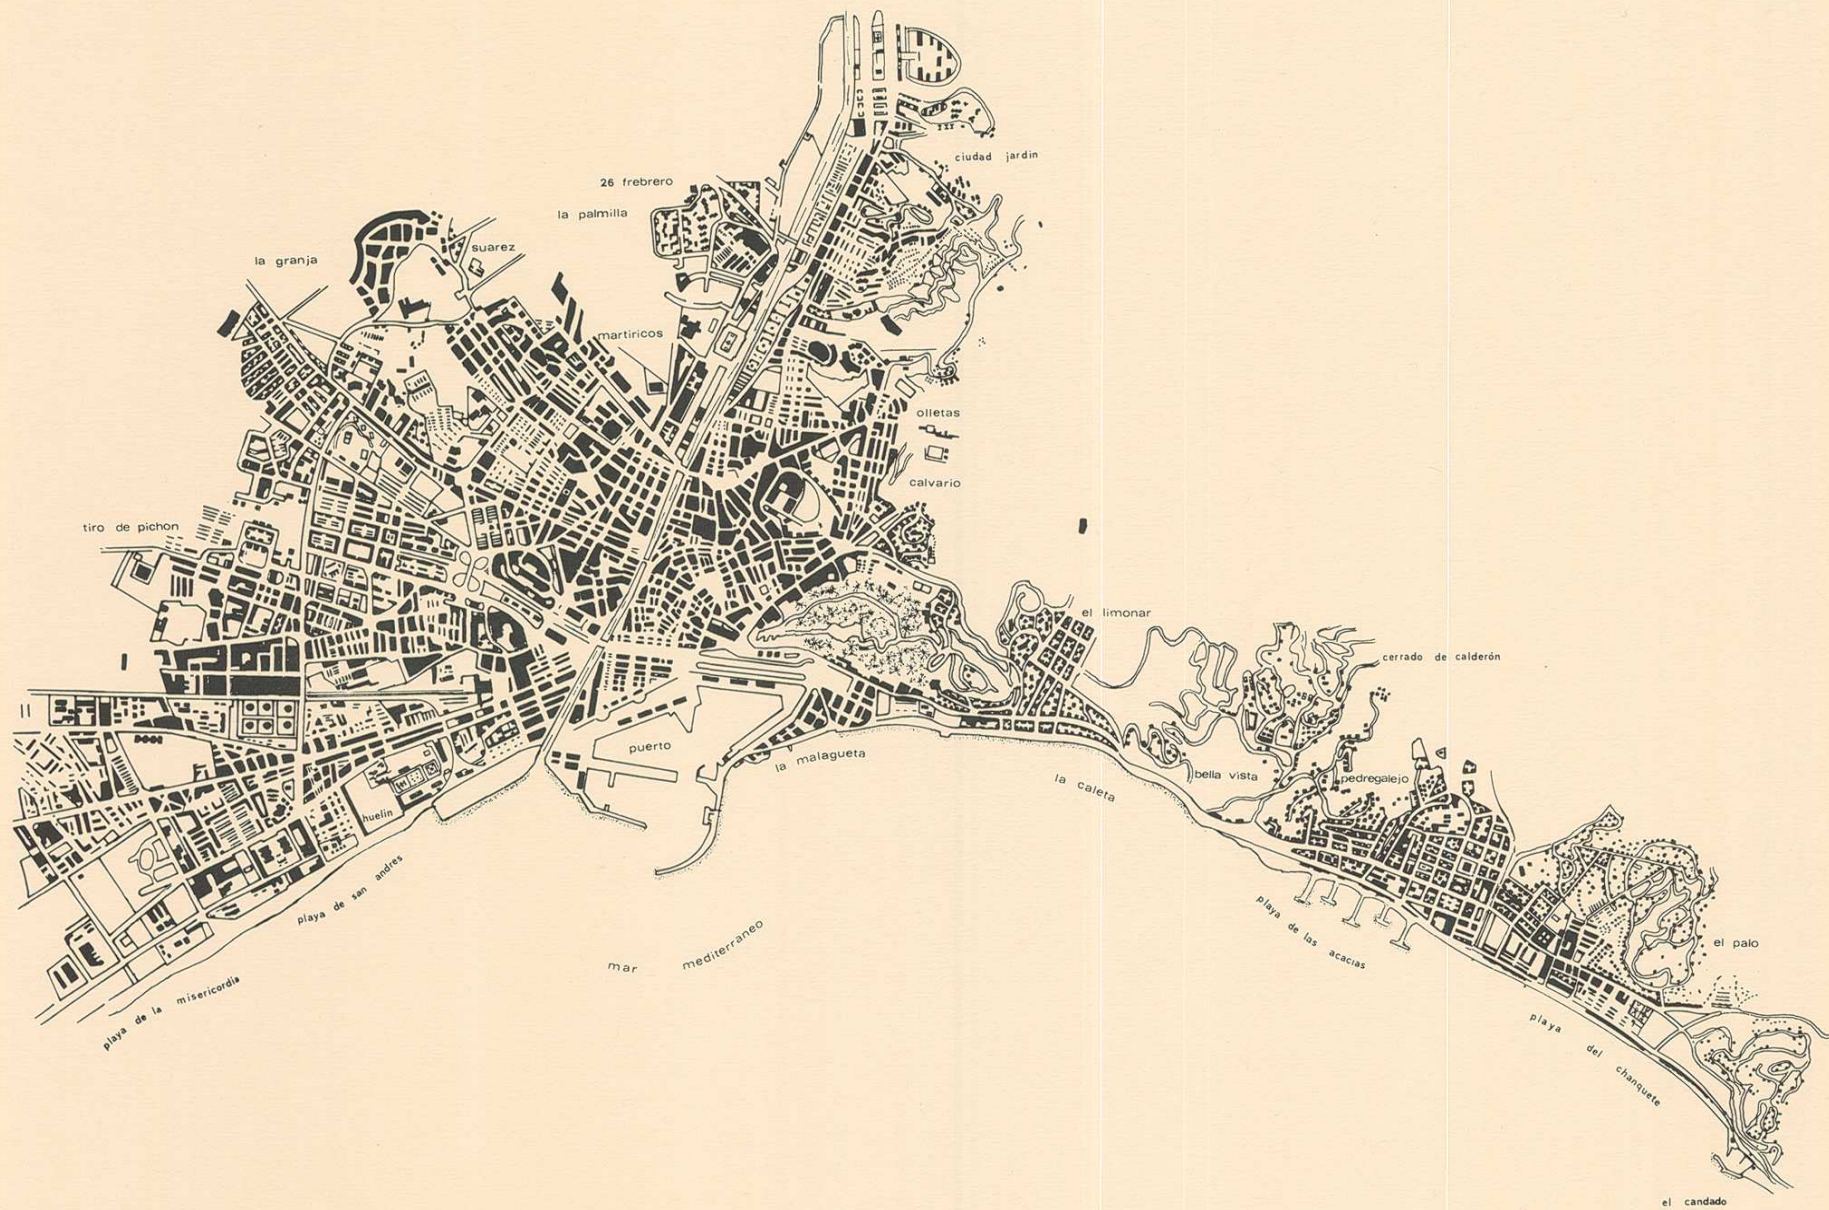 ciudad jardin
26 frebrero
la palmilla
suarez
la granja
martiricos
olletas
calvario
tiro de pichon
el limonar
cerrado de calderón
puerto
la malagueta
bella vista
pedregalejo
la caleta
huelin
playa de san andres
playa de las acacias
mar mediterraneo
el palo
playa de la misericordia
playa del chanquete
el candado